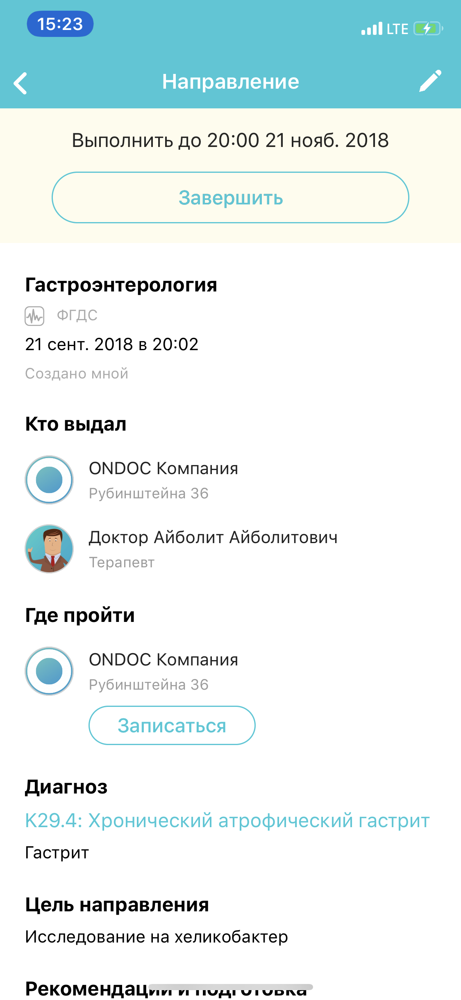 15:23
LTE
Направление
Выполнить до 20:00 21 нояб. 2018
Завершить
Гастроэнтерология
ФГДС
21 сент. 2018 в 20:02
Создано мной
Кто выдал
ONDOC Компания
Рубинштейна 36
Доктор Айболит Айболитович
Терапевт
Где пройти
ONDOC Компания
Рубинштейна 36
Записаться
Диагноз
K29.4: Хронический атрофический гастрит
Гастрит
Цель направления
Исследование на хеликобактер
Рекомендации и подготовка